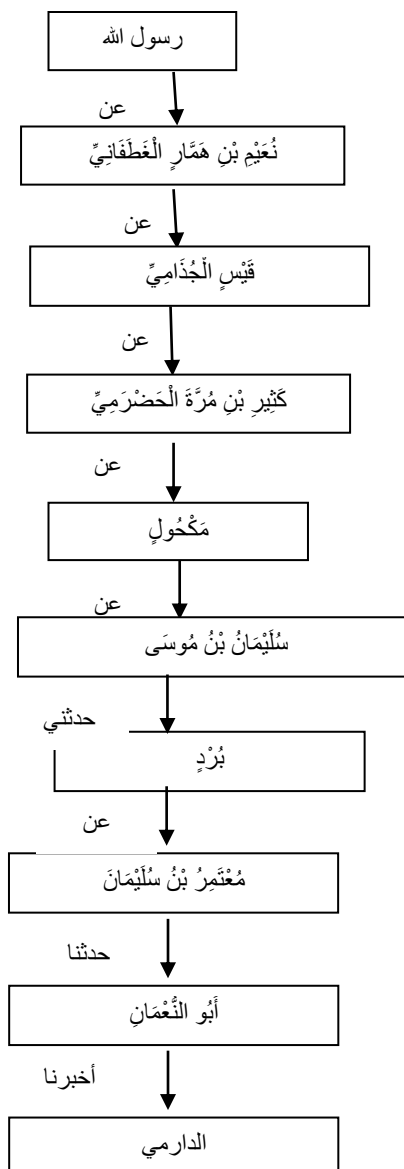 رسول الله
عن
نُعَيْمِ بْنِ هَمَّارٍ الْغَطَفَانِيِّ
عن
قَيْسٍ الْجُذَامِيِّ
عن
كَثِيرِ بْنِ مُرَّةَ الْحَضْرَمِيِّ
عن
مَكْحُولٍ
عن
سُلَيْمَانُ بْنُ مُوسَى
حدثني
بُرْدٍ
عن
مُعْتَمِرُ بْنُ سُلَيْمَانَ
حدثنا
أَبُو النُّعْمَانِ
أخبرنا
الدارمي